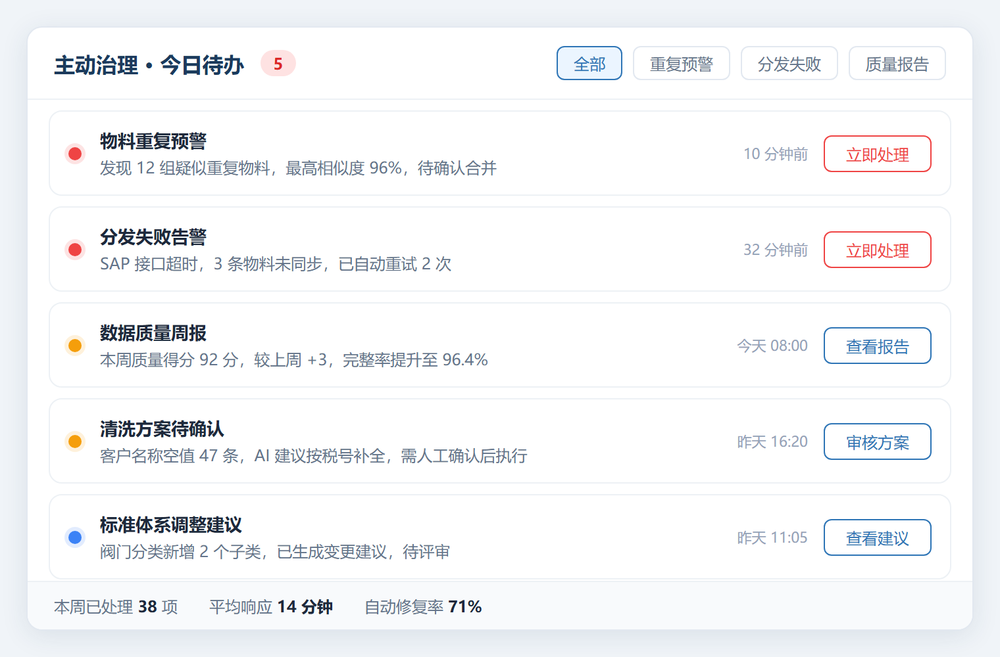 主动治理 • 今日待办 5
全部 重复预警 分发失败 质量报告
物料重复预警
发现 12 组疑似重复物料，最高相似度 96%，待确认合并
10 分钟前 立即处理
分发失败告警
SAP 接口超时，3 条物料未同步，已自动重试 2 次
32 分钟前 立即处理
数据质量周报
本周质量得分 92 分，较上周 +3，完整率提升至 96.4%
今天 08:00 查看报告
清洗方案待确认
客户名称空值 47 条，AI 建议按税号补全，需人工确认后执行
昨天 16:20 审核方案
标准体系调整建议
阀门分类新增 2 个子类，已生成变更建议，待评审
昨天 11:05 查看建议
本周已处理 38 项 平均响应 14 分钟 自动修复率 71%